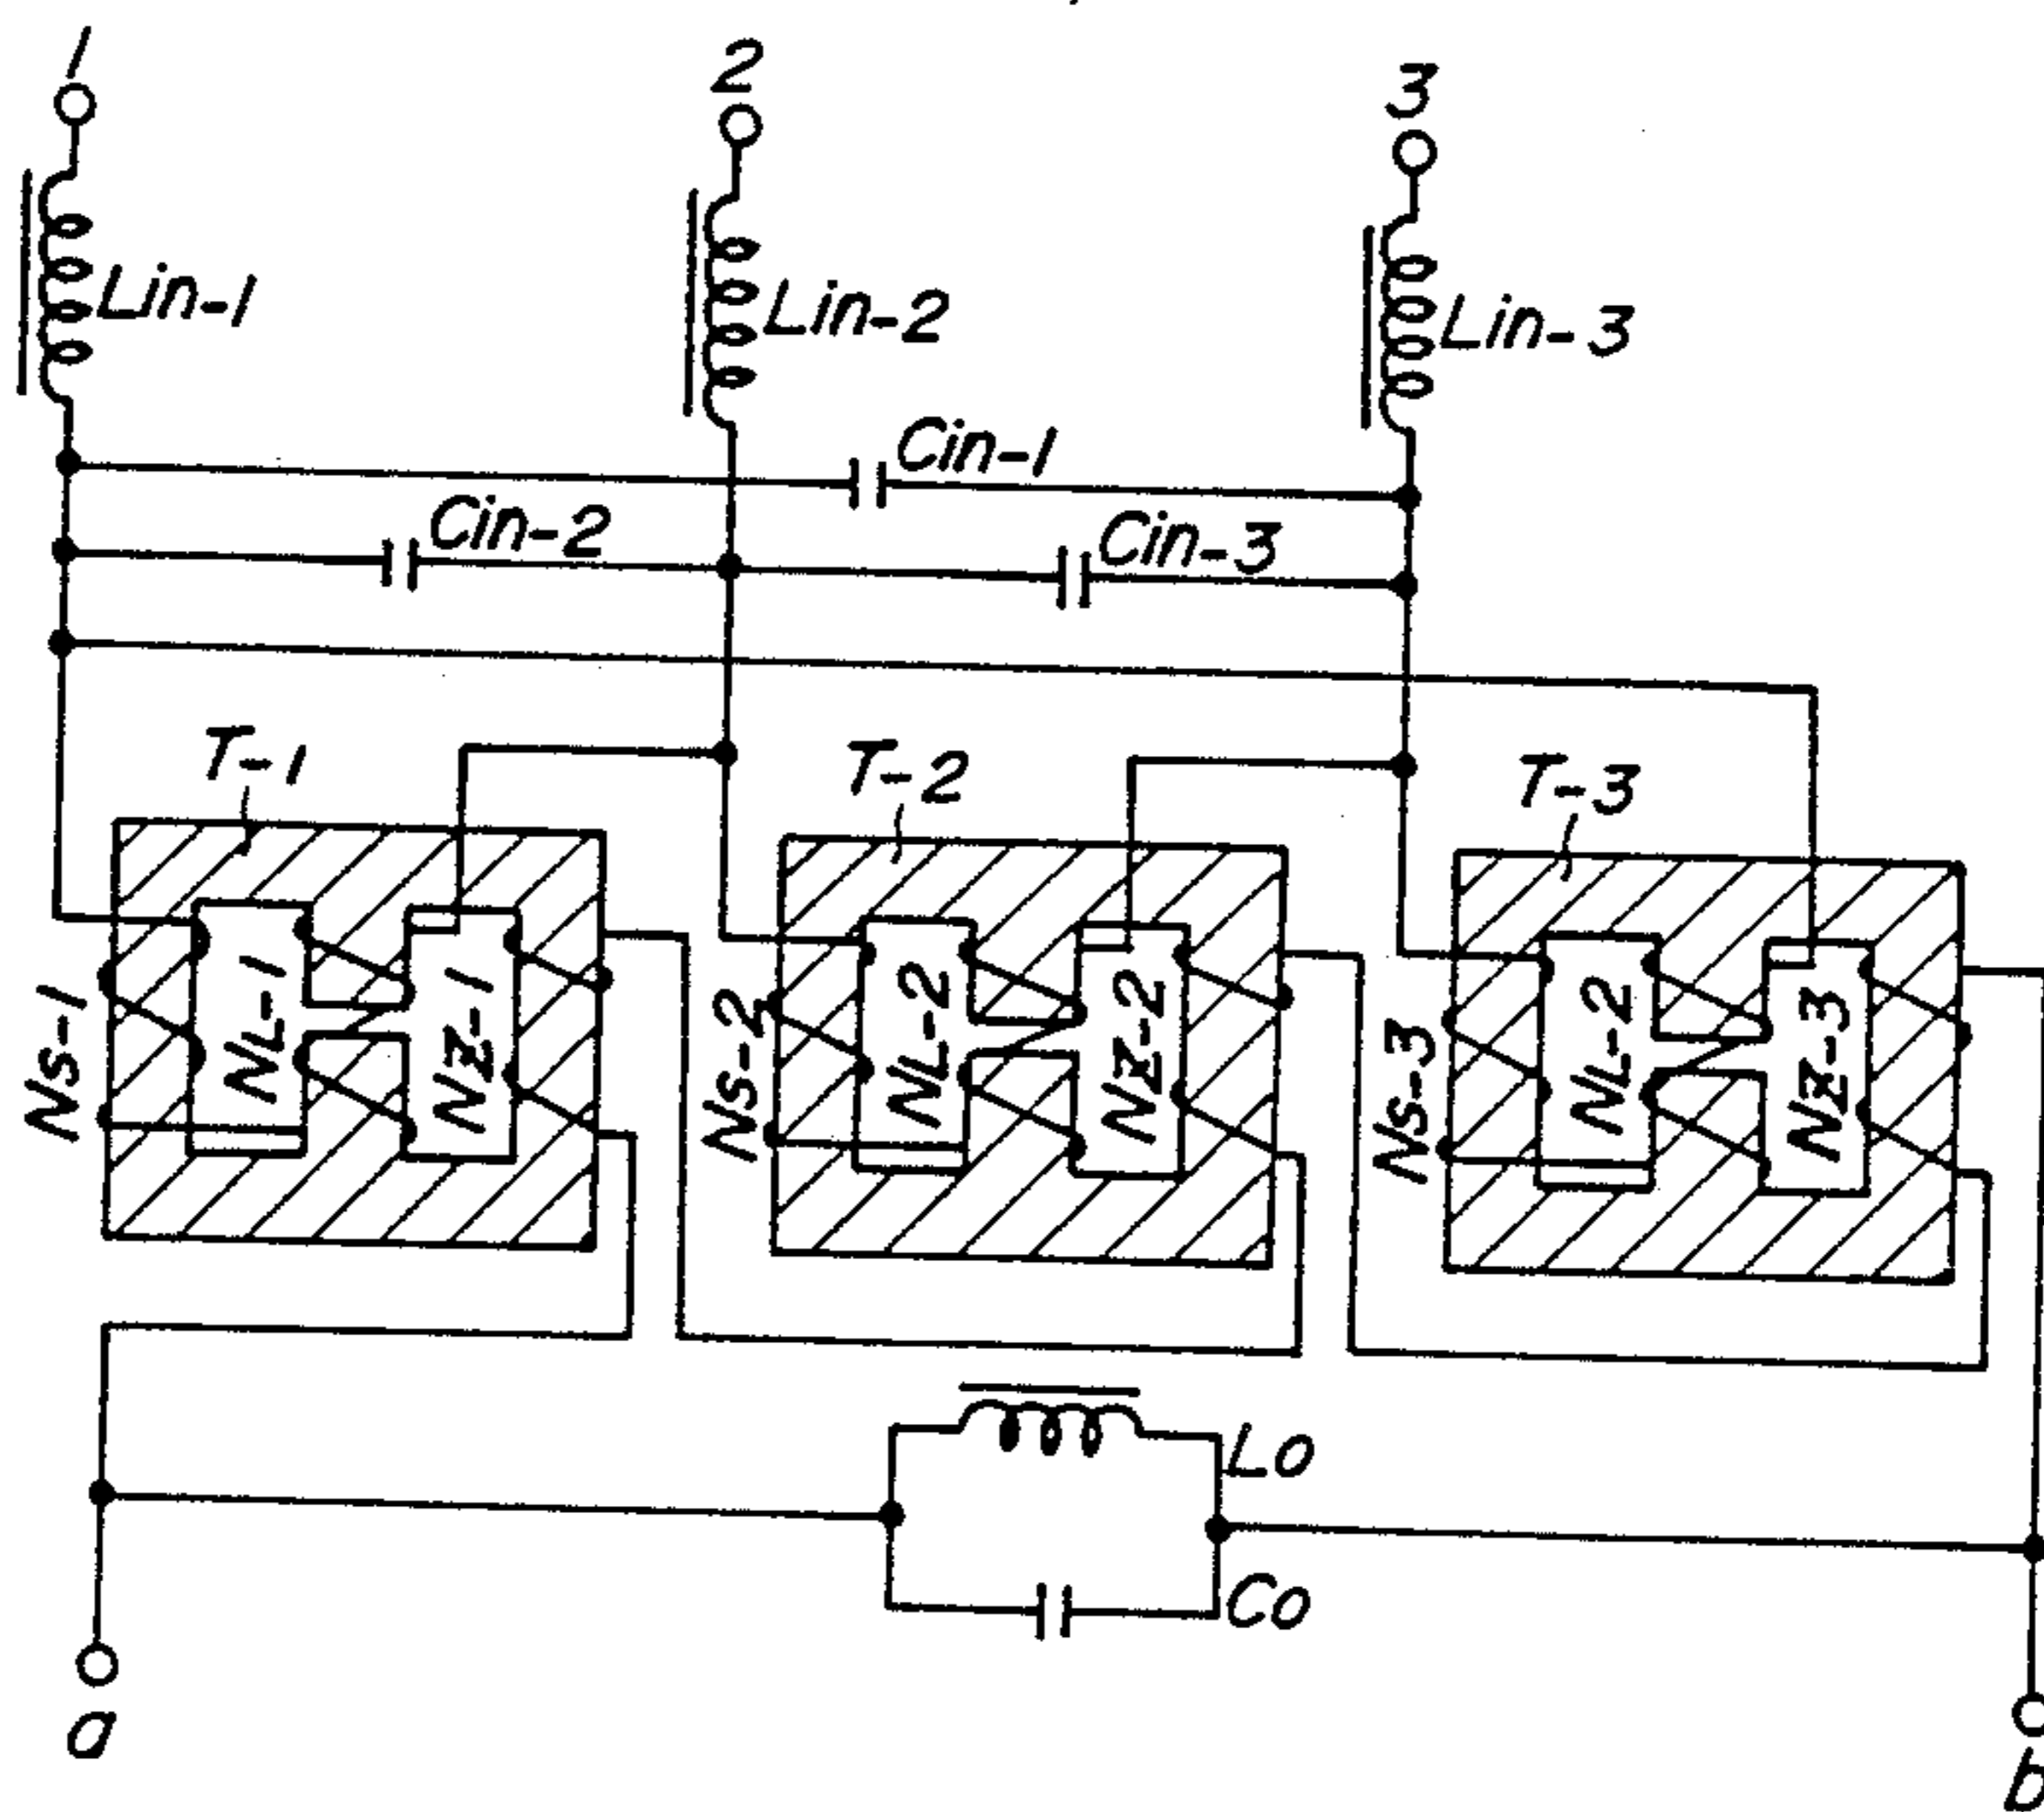 1
2
3
Lin-1
Lin-2
Lin-3
Cin-1
Cin-2
Cin-3
T-1
T-2
T-3
Ns-1
NL-1
NZ-1
Ns-2
NL-2
NZ-2
Ns-3
NL-2
NZ-3
Lo
Co
a
b